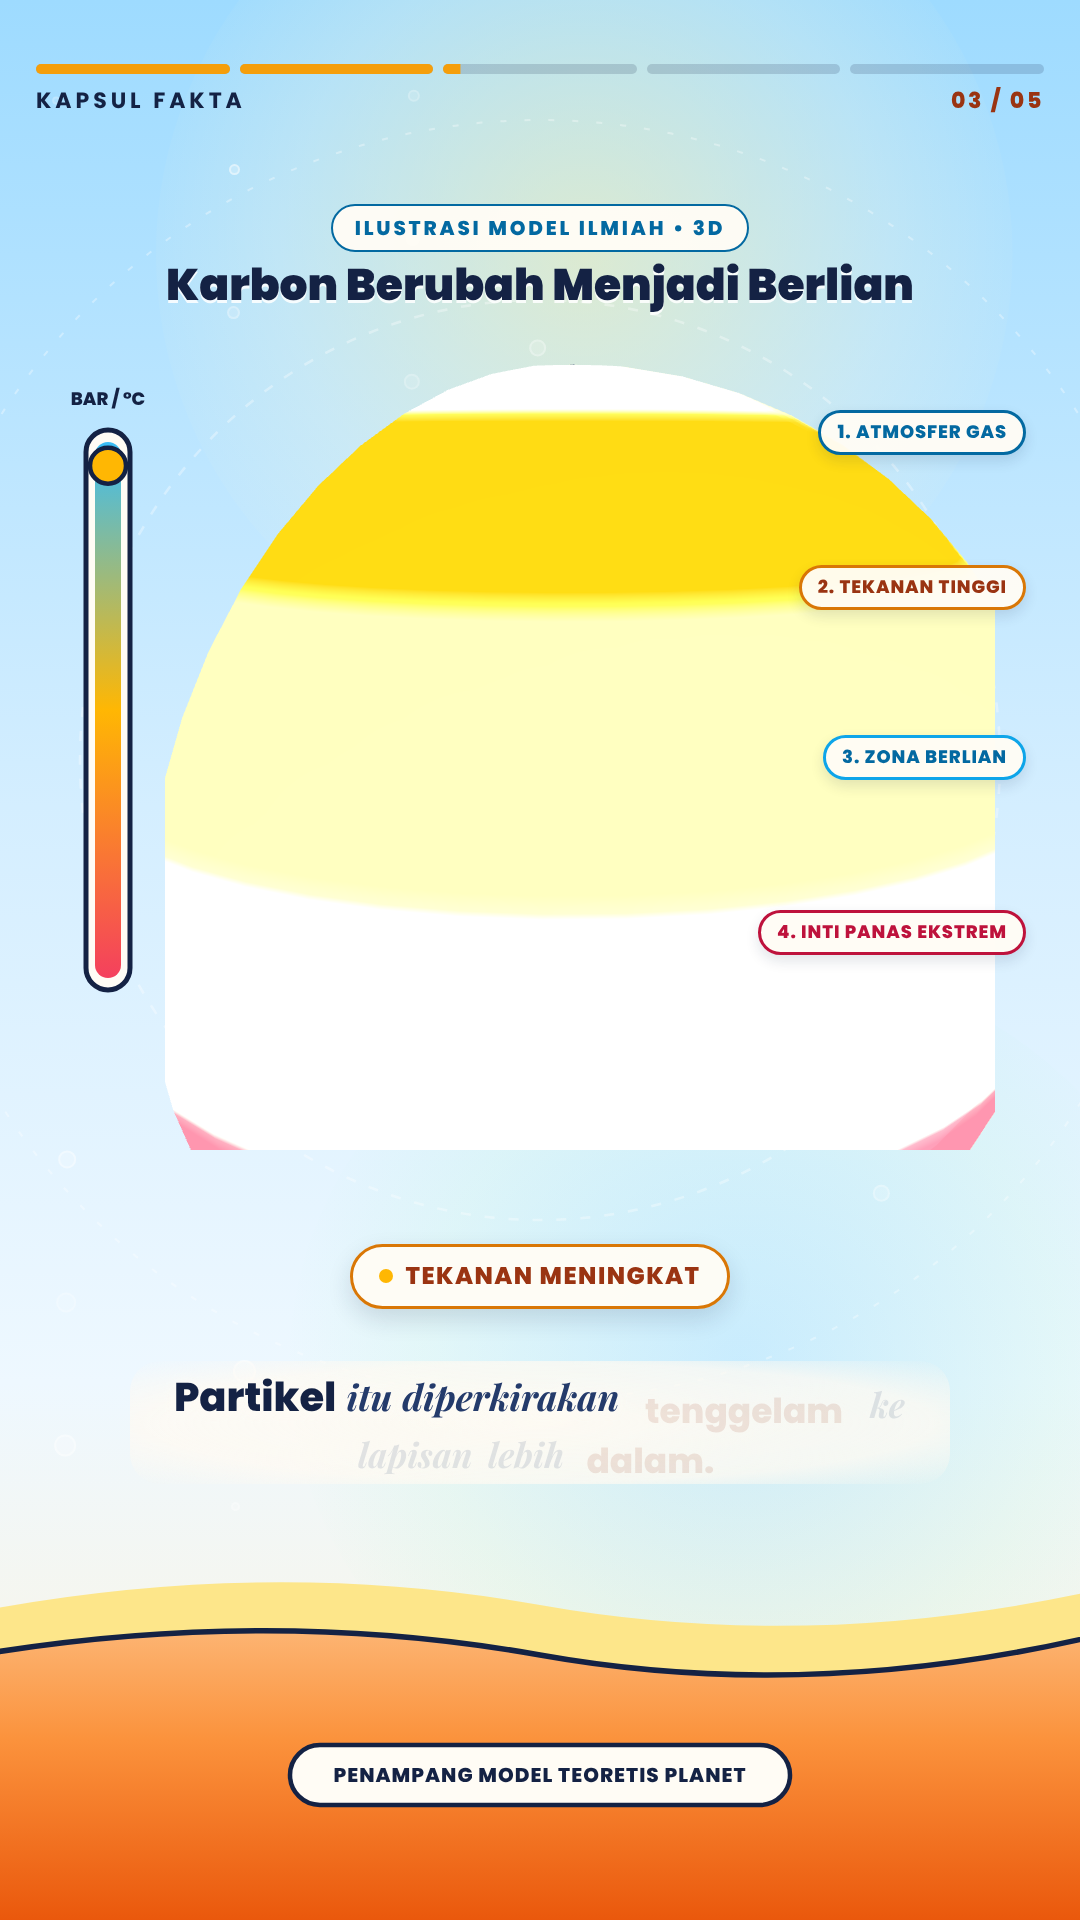 KAPSUL FAKTA
03 / 05
ILUSTRASI MODEL ILMIAH • 3D
Karbon Berubah Menjadi Berlian
BAR / °C
1. ATMOSFER GAS
2. TEKANAN TINGGI
3. ZONA BERLIAN
4. INTI PANAS EKSTREM
TEKANAN MENINGKAT
Partikel itu diperkirakan tenggelam ke
lapisan lebih dalam.
PENAMPANG MODEL TEORETIS PLANET